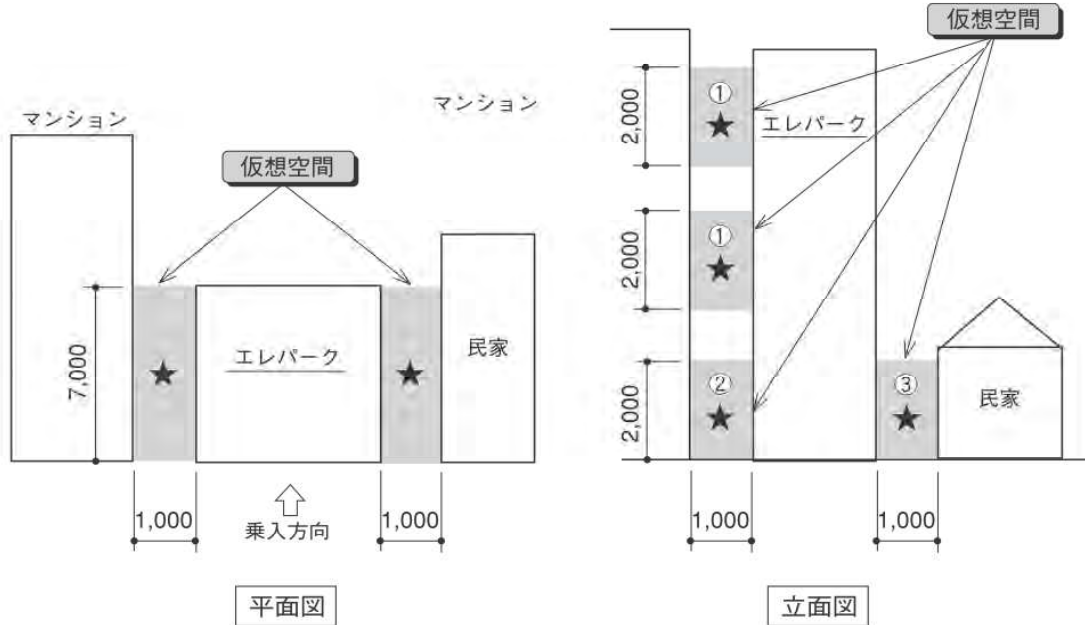 マンション
マンション
仮想空間
7,000
★
エレパーク
★
民家
1,000
乗入方向
1,000
平面図
仮想空間
2,000
①
★
エレパーク
2,000
①
★
2,000
②
★
③
★
民家
1,000
1,000
立面図